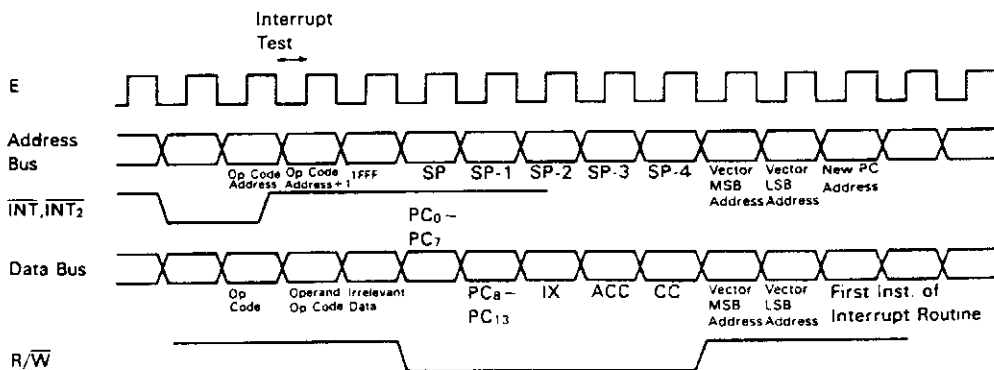 Interrupt
Test
E
Address
Bus
Op Code
Address
Op Code
Address+1
1FFF
SP
SP-1
SP-2
SP-3
SP-4
Vector
MSB
Address
Vector
LSB
Address
New PC
Address
INT, INT2
PC0–
PC7
Data Bus
Op
Code
Operand
Op Code
Irrelevant
Data
PC8–
PC13
IX
ACC
CC
Vector
MSB
Address
Vector
LSB
Address
First Inst. of
Interrupt Routine
R/W